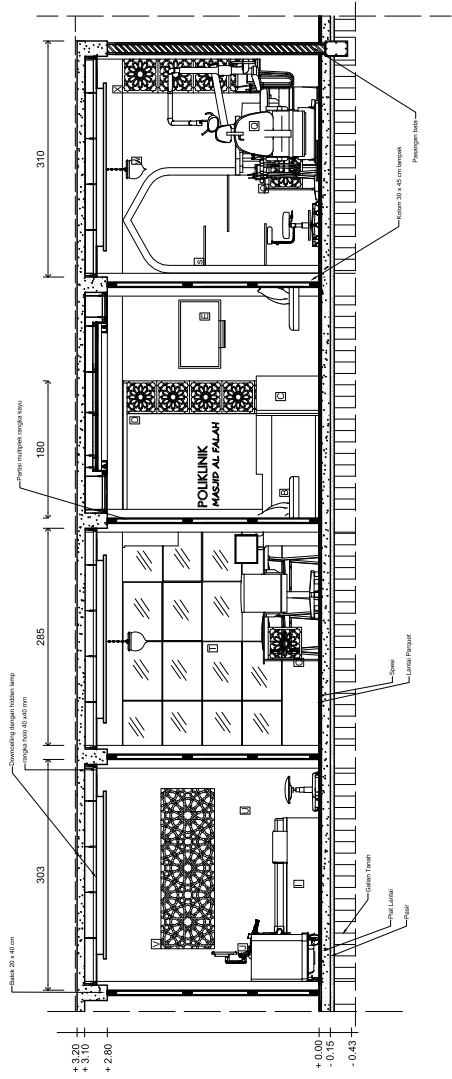 Balok 20 x 40 cm
Downceiling dengan hidden lamp
rangka holo 40 x40 mm
Partisi multiplek rangka kayu
303
285
180
310
+ 3.20
+ 3.10
+ 2.80
+ 0.00
- 0.15
- 0.43
V
U
U
I
T
O
POLIKLINIK
MASJID AL FALAH
D
R
C
E
S
X
Q
Galian Tanah
Plat Lantai
Pasir
Spesi
Lantai Parquet
Kolom 30 x 45 cm tampak
Pasangan bata